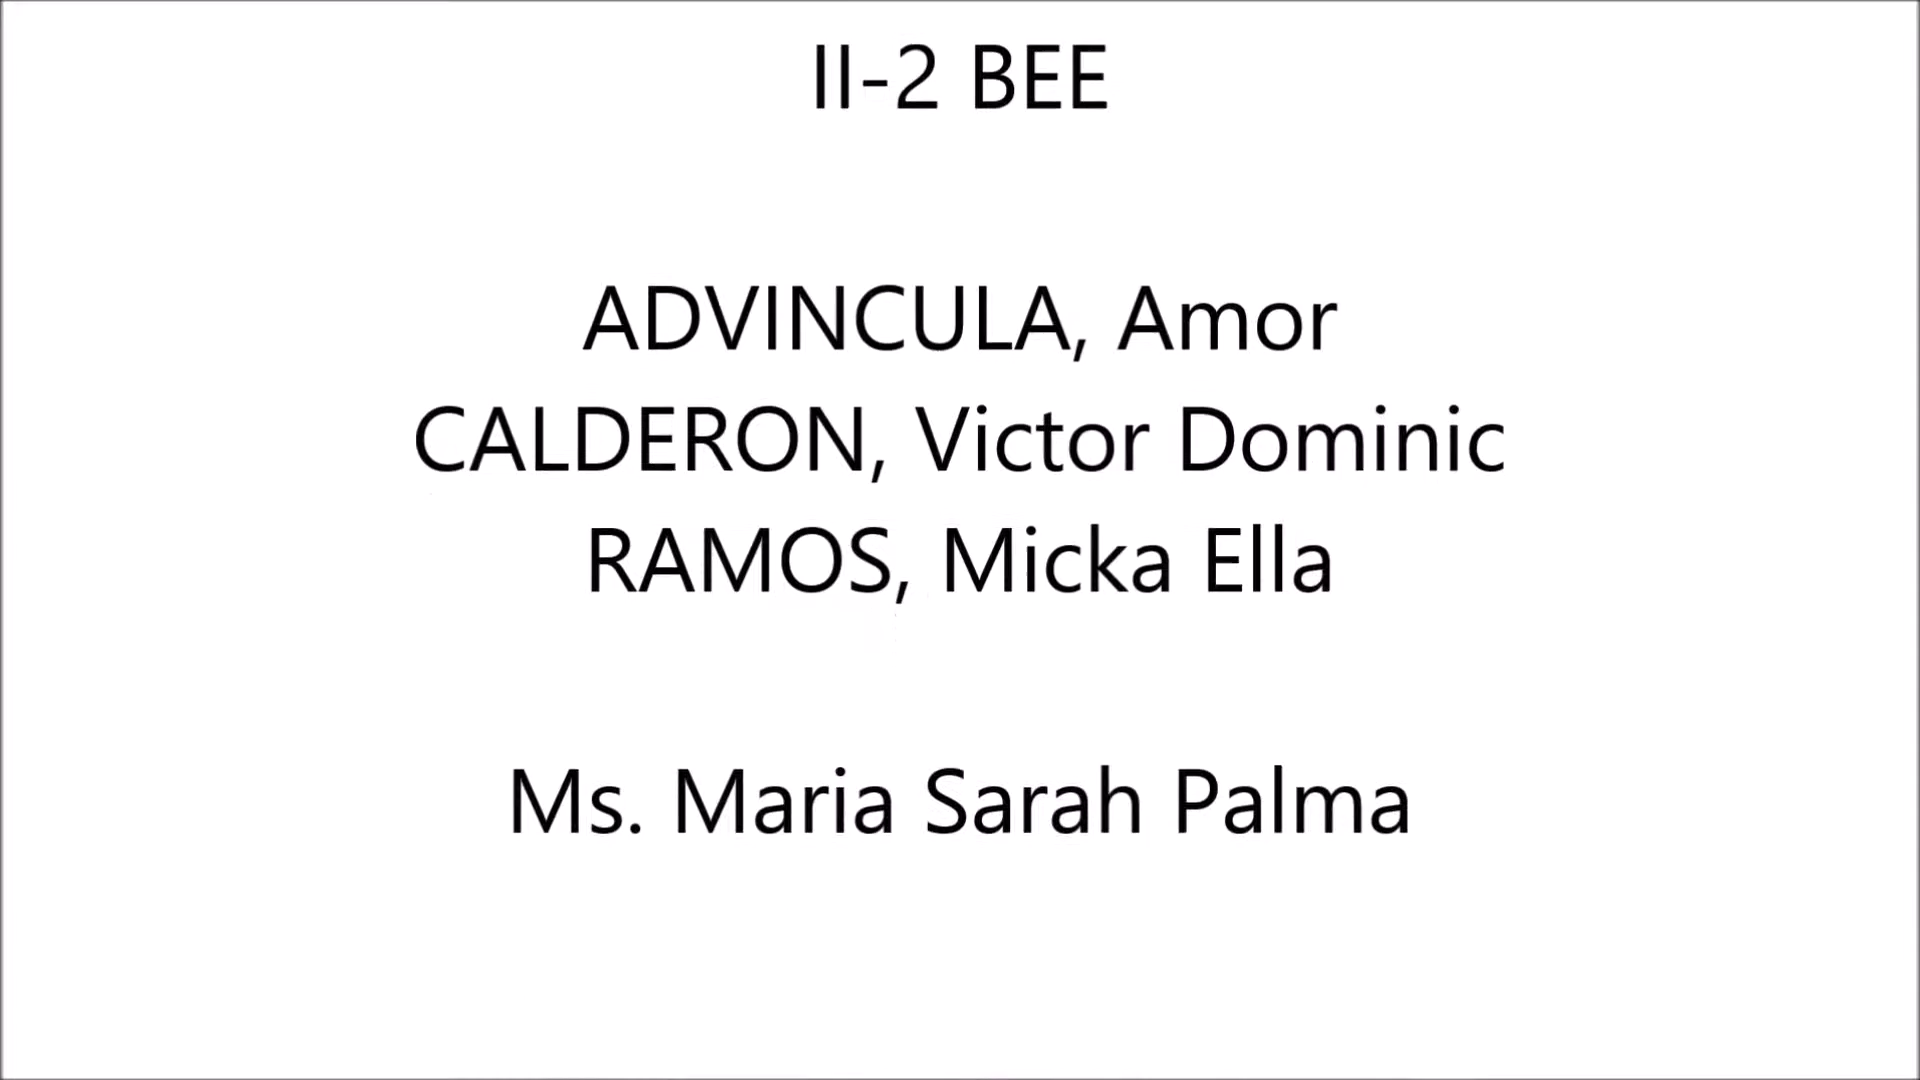 II-2 BEE
ADVINCULA, Amor
CALDERON, Victor Dominic
RAMOS, Micka Ella
Ms. Maria Sarah Palma